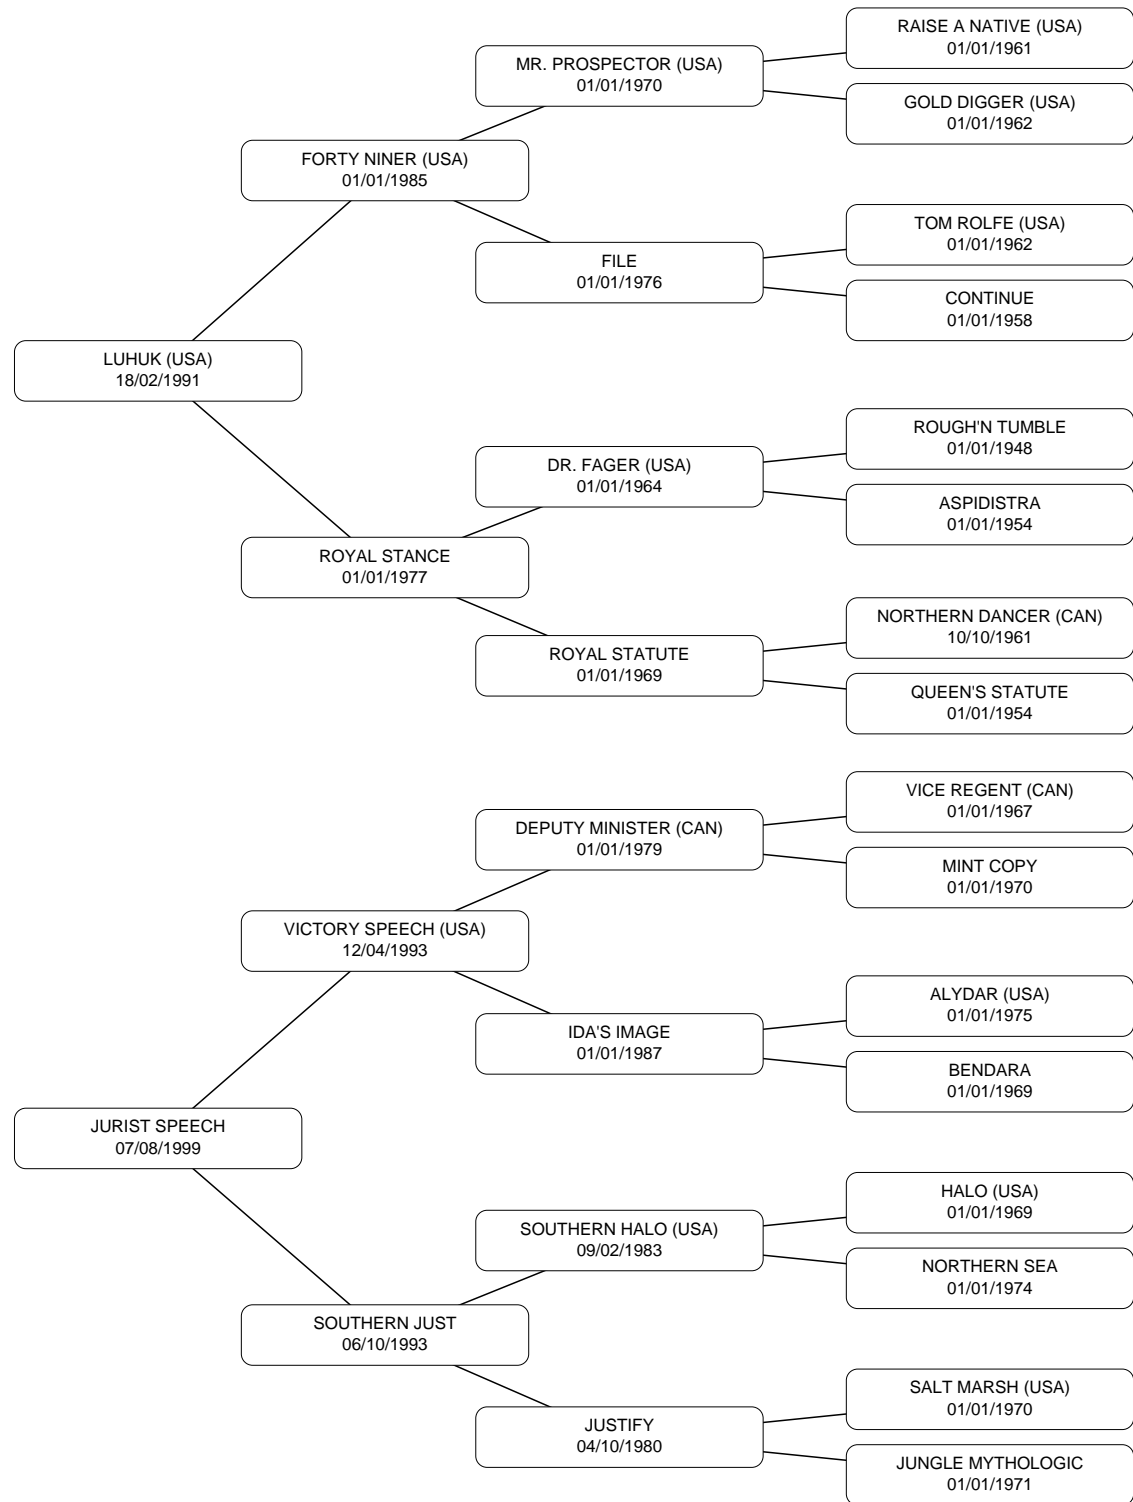 RAISE A NATIVE (USA)
01/01/1961
MR. PROSPECTOR (USA)
01/01/1970
GOLD DIGGER (USA)
01/01/1962
FORTY NINER (USA)
01/01/1985
TOM ROLFE (USA)
01/01/1962
FILE
01/01/1976
CONTINUE
01/01/1958
LUHUK (USA)
18/02/1991
ROUGH'N TUMBLE
01/01/1948
DR. FAGER (USA)
01/01/1964
ASPIDISTRA
01/01/1954
ROYAL STANCE
01/01/1977
NORTHERN DANCER (CAN)
10/10/1961
ROYAL STATUTE
01/01/1969
QUEEN'S STATUTE
01/01/1954
VICE REGENT (CAN)
01/01/1967
DEPUTY MINISTER (CAN)
01/01/1979
MINT COPY
01/01/1970
VICTORY SPEECH (USA)
12/04/1993
ALYDAR (USA)
01/01/1975
IDA'S IMAGE
01/01/1987
BENDARA
01/01/1969
JURIST SPEECH
07/08/1999
HALO (USA)
01/01/1969
SOUTHERN HALO (USA)
09/02/1983
NORTHERN SEA
01/01/1974
SOUTHERN JUST
06/10/1993
SALT MARSH (USA)
01/01/1970
JUSTIFY
04/10/1980
JUNGLE MYTHOLOGIC
01/01/1971